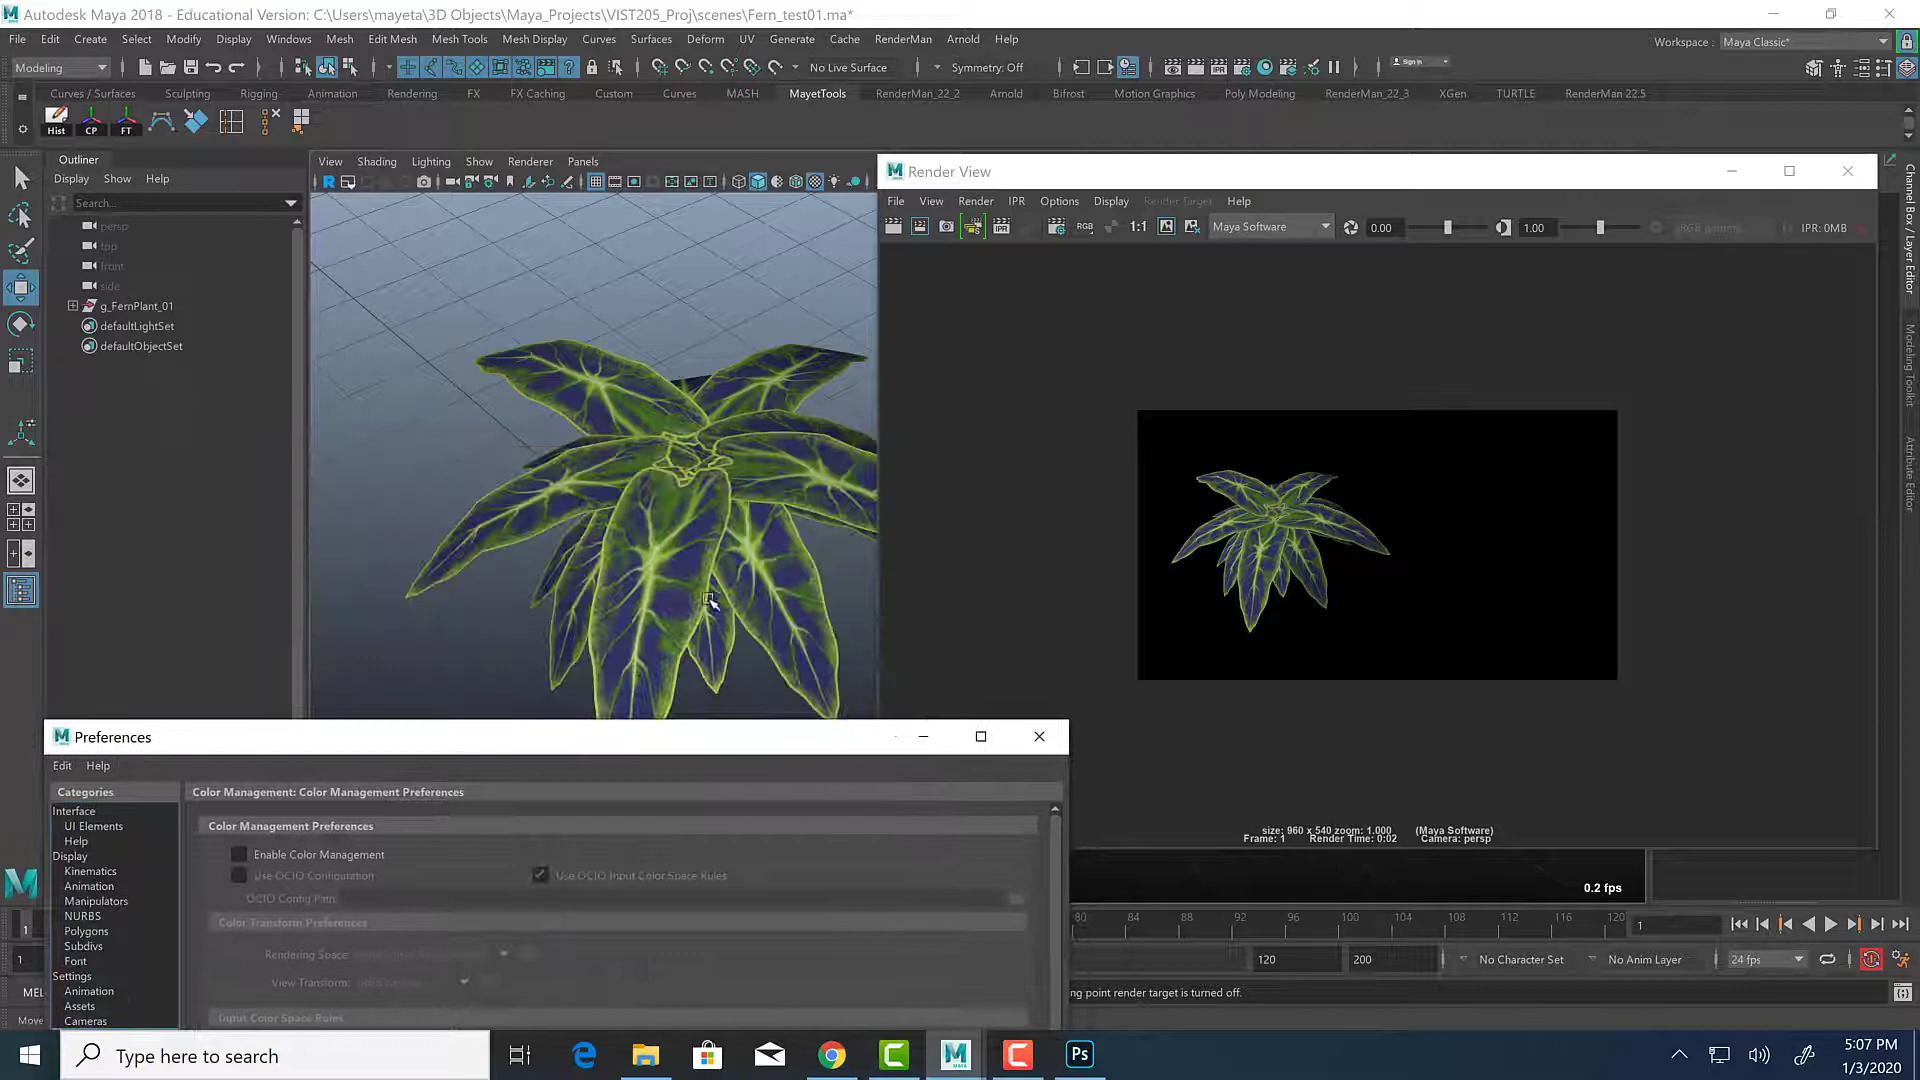 Autodesk Maya 2018 - Educational Version: C:\Users\mayeta\3D Objects\Maya_Projects\VIST205_Proj\scenes\Fern_test01.ma*
File Edit Create Select Modify Display Windows Mesh Edit Mesh Mesh Tools Mesh Display Curves Surfaces Deform UV Generate Cache RenderMan Arnold Help
Workspace : Maya Classic*
Modeling No Live Surface Symmetry: Off Sign In
Curves / Surfaces Sculpting Rigging Animation Rendering FX FX Caching Custom Curves MASH MayetTools RenderMan_22_2 Arnold Bifrost Motion Graphics Poly Modeling RenderMan_22_3 XGen TURTLE RenderMan 22.5
Hist CP FT
Outliner
Display Show Help
Search...
persp
top
front
side
g_FernPlant_01
defaultLightSet
defaultObjectSet
View Shading Lighting Show Renderer Panels
Render View
File View Render IPR Options Display Render Target Help
RGB 1:1 Maya Software 0.00 1.00 IPR: 0MB
size: 960 x 540 zoom: 1.000 (Maya Software)
Frame: 1 Render Time: 0:02 Camera: persp
Channel Box / Layer Editor
Modeling Toolkit
Attribute Editor
Preferences
Edit Help
Categories
Interface
UI Elements
Help
Display
Kinematics
Animation
Manipulators
NURBS
Polygons
Subdivs
Font
Settings
Animation
Assets
Cameras
Color Management: Color Management Preferences
Color Management Preferences
Enable Color Management
Use OCIO Configuration Use OCIO Input Color Space Rules
OCIO Config Path:
Color Transform Preferences
Rendering Space:
View Transform:
Input Color Space Rules
0.2 fps
1 80 84 88 92 96 100 104 108 112 116 120 1
1 120 200 No Character Set No Anim Layer 24 fps
MEL ng point render target is turned off.
Move
Type here to search
Ps
5:07 PM
1/3/2020